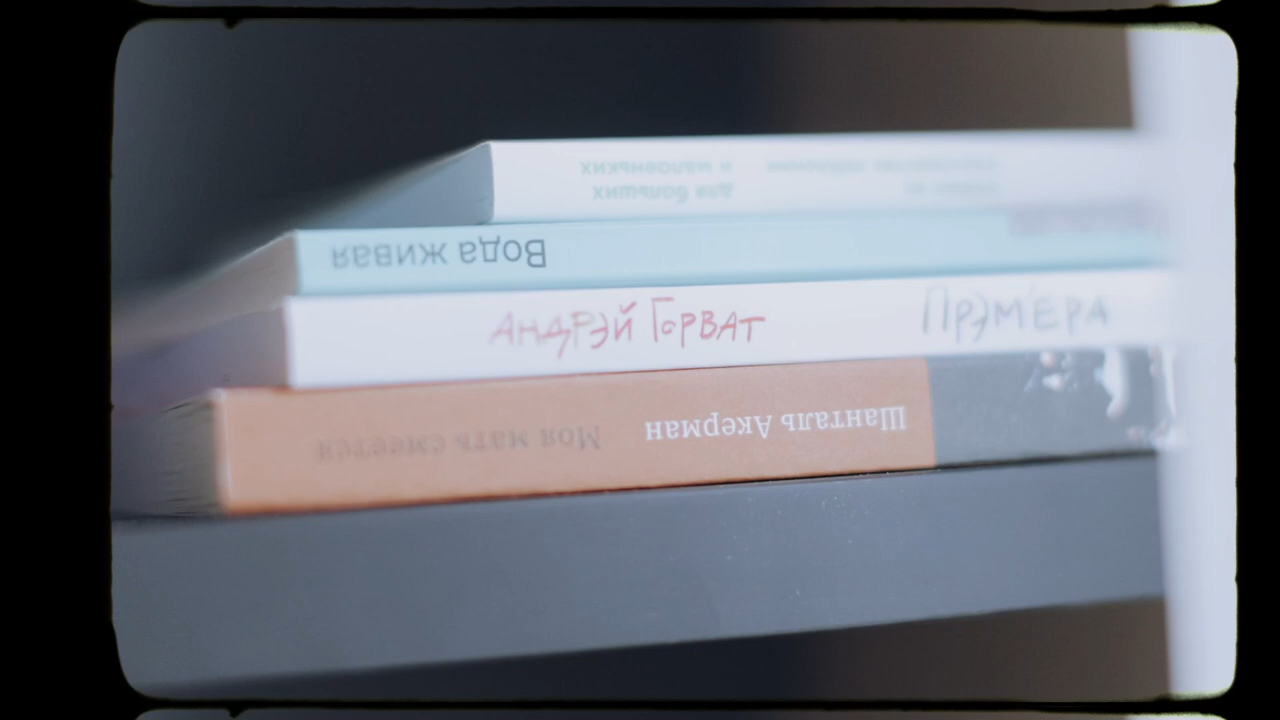 для больших
и маленьких
Вода живая
АНДРЭЙ ГОРВАТ ПРЭМ'ЕРА
Шанталь Акерман Моя мать смеется